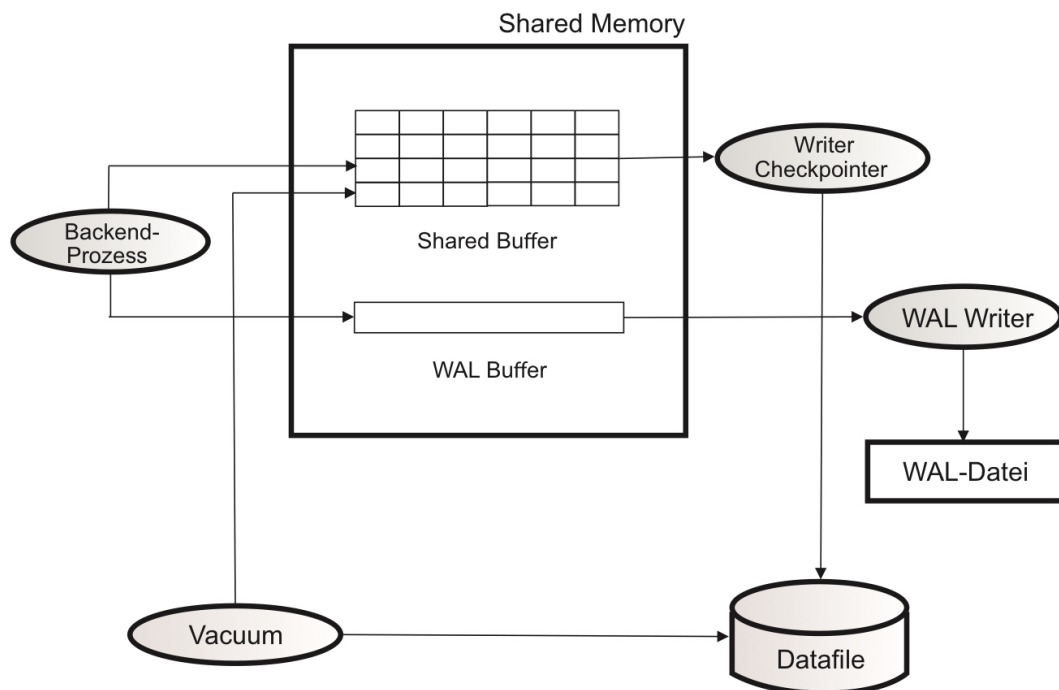 Shared Memory
Writer
Checkpointer
Backend-
Prozess
Shared Buffer
WAL Writer
WAL Buffer
WAL-Datei
Vacuum
Datafile